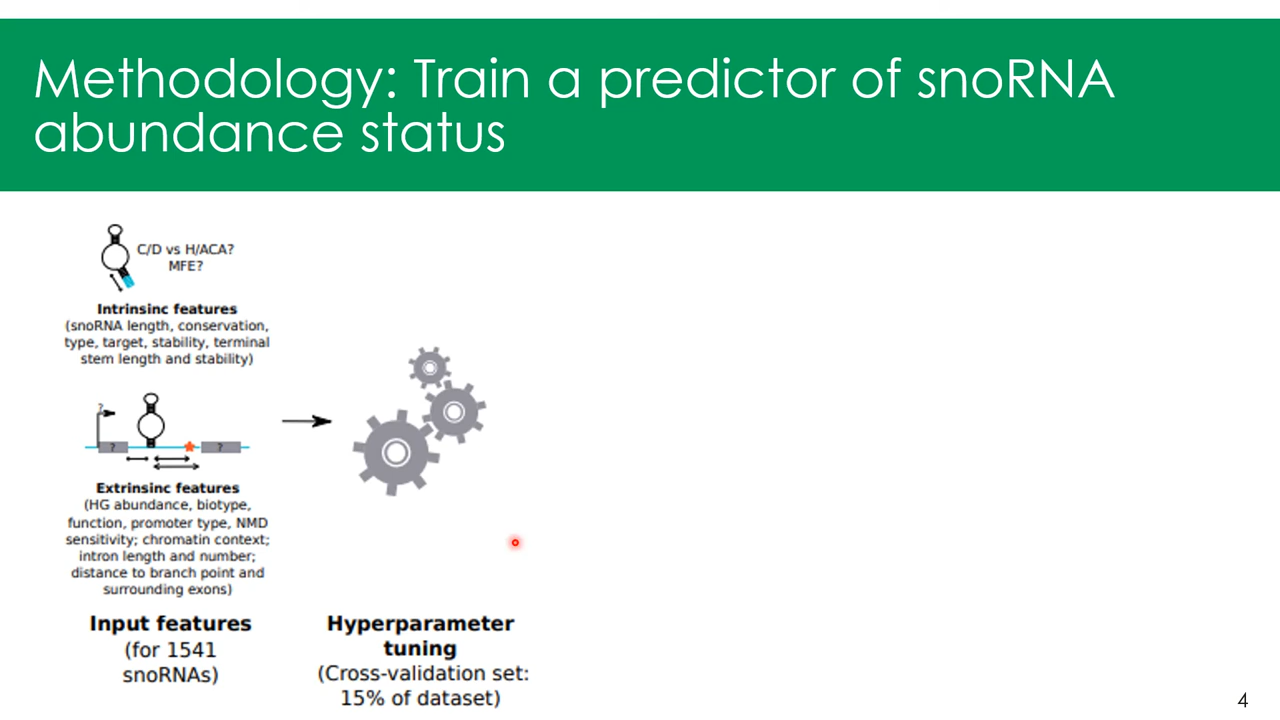 Methodology: Train a predictor of snoRNA
abundance status
C/D vs H/ACA?
MFE?
Intrinsinc features
(snoRNA length, conservation,
type, target, stability, terminal
stem length and stability)
?
? ?
Extrinsinc features
(HG abundance, biotype,
function, promoter type, NMD
sensitivity; chromatin context;
intron length and number;
distance to branch point and
surrounding exons)
Input features
(for 1541
snoRNAs)
Hyperparameter
tuning
(Cross-validation set:
15% of dataset)
4